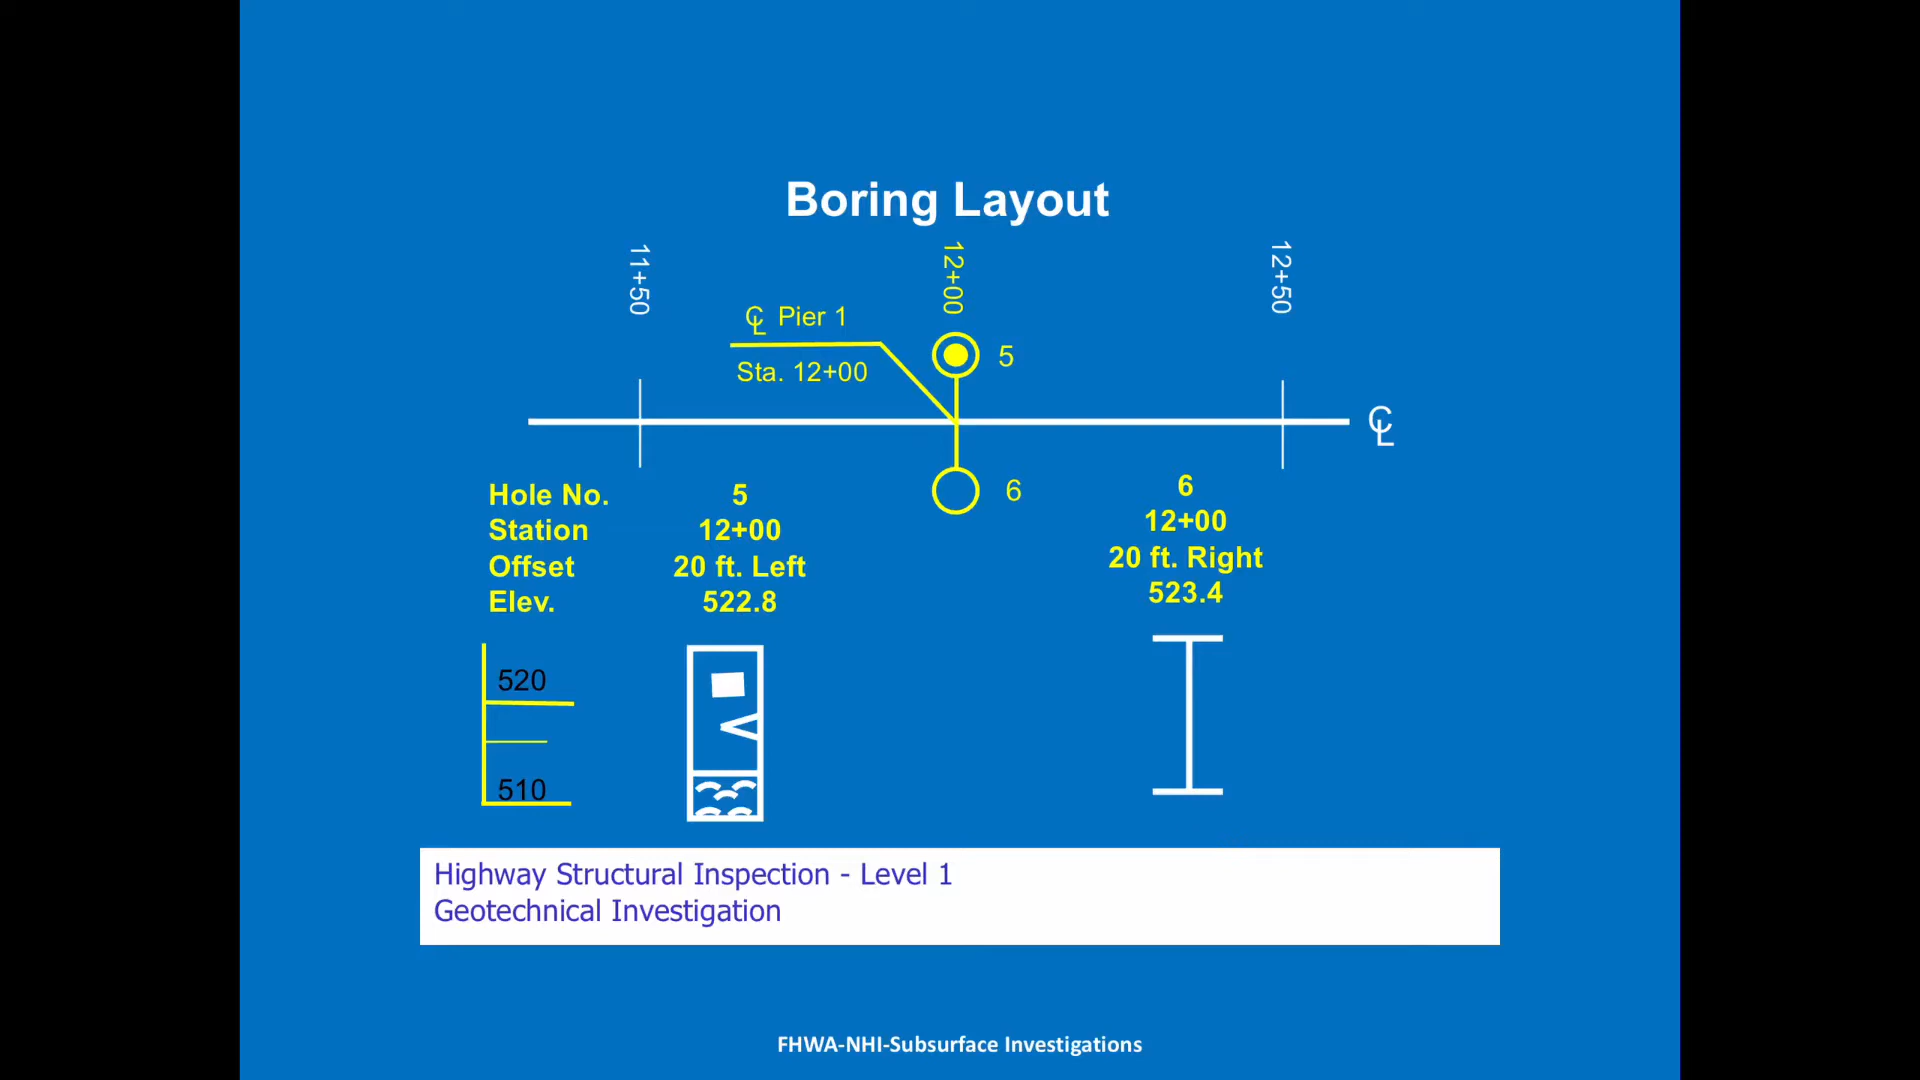 Boring Layout
11+50
12+00
12+50
℄ Pier 1
Sta. 12+00
5
℄
6
Hole No. 5 6
Station 12+00 12+00
Offset 20 ft. Left 20 ft. Right
Elev. 522.8 523.4
520
510
Highway Structural Inspection - Level 1
Geotechnical Investigation
FHWA-NHI-Subsurface Investigations